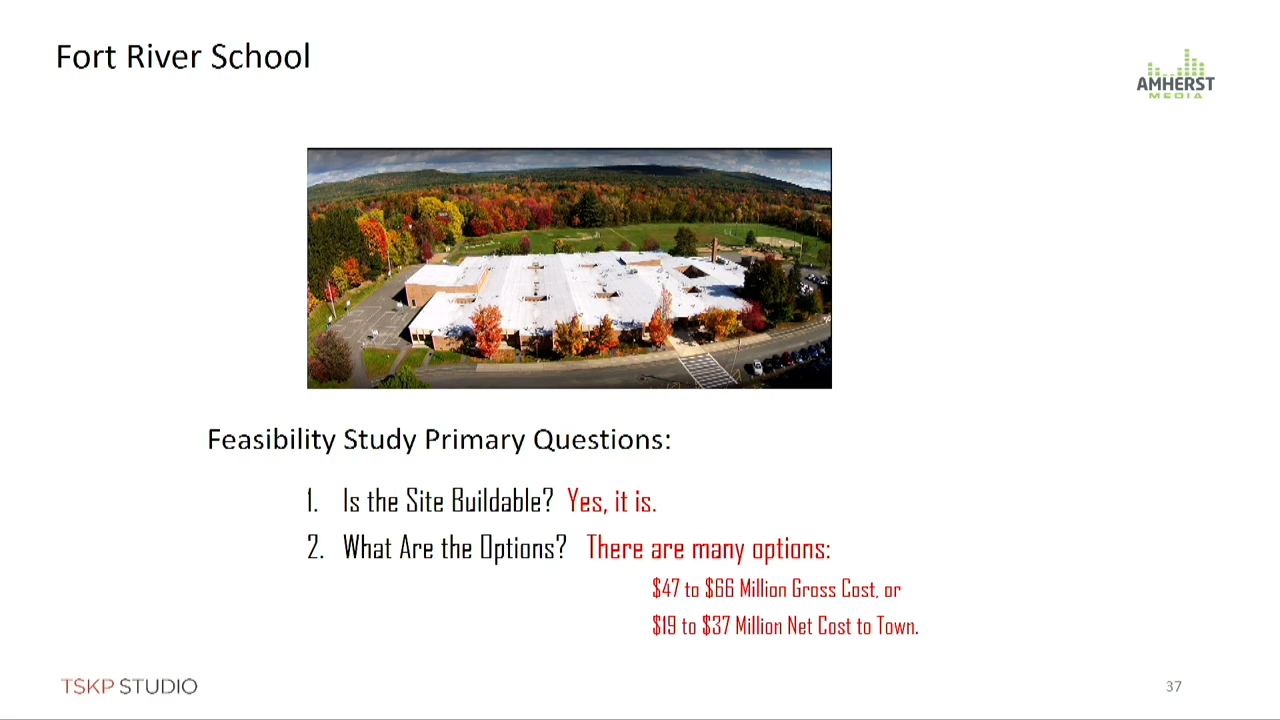 Fort River School
AMHERST
MEDIA
Feasibility Study Primary Questions:
1. Is the Site Buildable? Yes, it is.
2. What Are the Options? There are many options:
$47 to $66 Million Gross Cost, or
$19 to $37 Million Net Cost to Town.
TSKP STUDIO
37